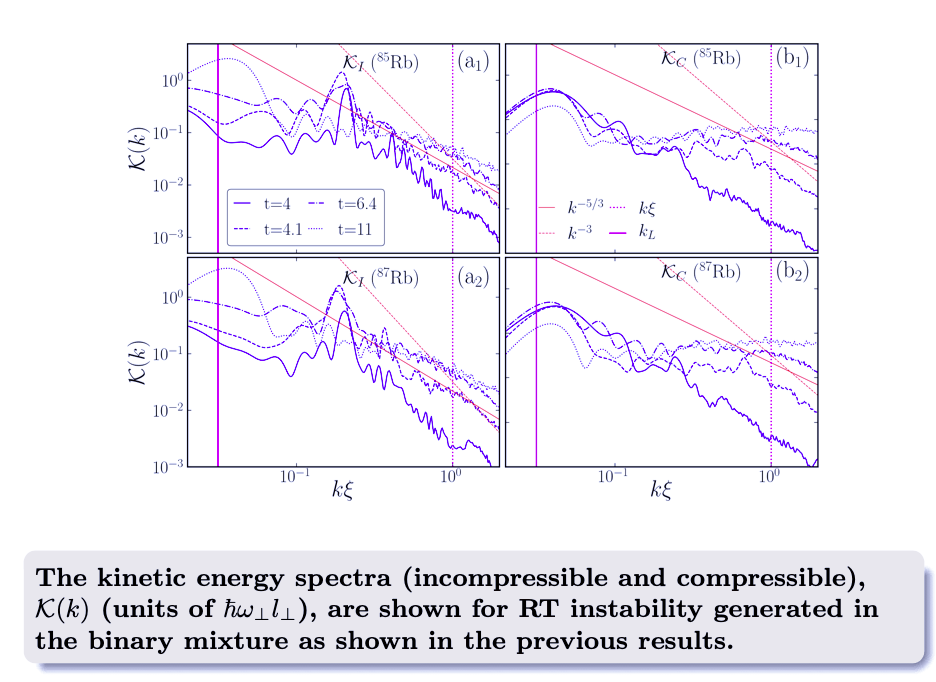 𝒦_I (⁸⁵Rb) (a₁)
𝒦_C (⁸⁵Rb) (b₁)
10⁰
10⁻¹
10⁻²
10⁻³
𝒦(k)
t=4 t=6.4
t=4.1 t=11
k^{-5/3} kξ
k⁻³ k_L
𝒦_I (⁸⁷Rb) (a₂)
𝒦_C (⁸⁷Rb) (b₂)
10⁰
10⁻¹
10⁻²
10⁻³
𝒦(k)
10⁻¹ 10⁰
10⁻¹ 10⁰
kξ
kξ
The kinetic energy spectra (incompressible and compressible),
𝒦(k) (units of ℏω⊥l⊥), are shown for RT instability generated in
the binary mixture as shown in the previous results.